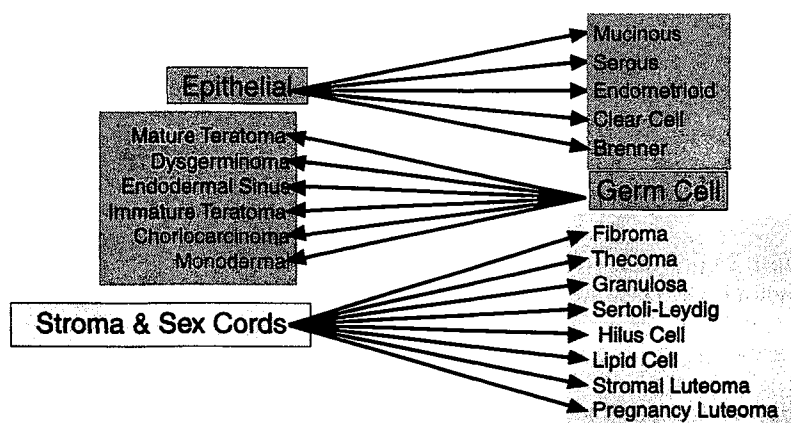 Epithelial
Mucinous
Serous
Endometrioid
Clear Cell
Brenner
Mature Teratoma
Dysgerminoma
Endodermal Sinus
Immature Teratoma
Choriocarcinoma
Monodermal
Germ Cell
Stroma & Sex Cords
Fibroma
Thecoma
Granulosa
Sertoli-Leydig
Hilus Cell
Lipid Cell
Stromal Luteoma
Pregnancy Luteoma